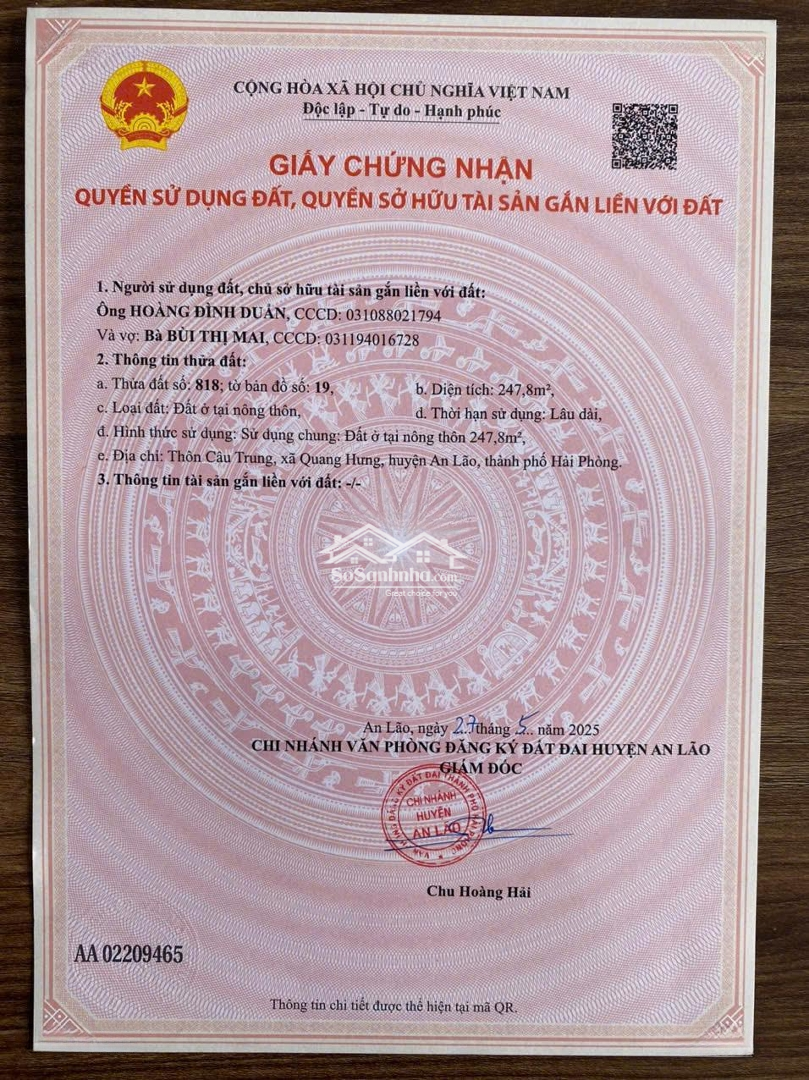 CỘNG HÒA XÃ HỘI CHỦ NGHĨA VIỆT NAM
Độc lập - Tự do - Hạnh phúc
GIẤY CHỨNG NHẬN
QUYỀN SỬ DỤNG ĐẤT, QUYỀN SỞ HỮU TÀI SẢN GẮN LIỀN VỚI ĐẤT
1. Người sử dụng đất, chủ sở hữu tài sản gắn liền với đất:
Ông HOÀNG ĐÌNH DUẢN, CCCD: 031088021794
Và vợ: Bà BÙI THỊ MAI, CCCD: 031194016728
2. Thông tin thửa đất:
a. Thửa đất số: 818; tờ bản đồ số: 19, b. Diện tích: 247,8m²,
c. Loại đất: Đất ở tại nông thôn, d. Thời hạn sử dụng: Lâu dài,
đ. Hình thức sử dụng: Sử dụng chung: Đất ở tại nông thôn 247,8m²,
e. Địa chỉ: Thôn Câu Trung, xã Quang Hưng, huyện An Lão, thành phố Hải Phòng.
3. Thông tin tài sản gắn liền với đất: -/-
SoSanhnha.com
Great choice for you
An Lão, ngày 27 tháng 5 năm 2025
CHI NHÁNH VĂN PHÒNG ĐĂNG KÝ ĐẤT ĐAI HUYỆN AN LÃO
GIÁM ĐỐC
CHI NHÁNH
HUYỆN
AN LÃO
Chu Hoàng Hải
AA 02209465
Thông tin chi tiết được thể hiện tại mã QR.